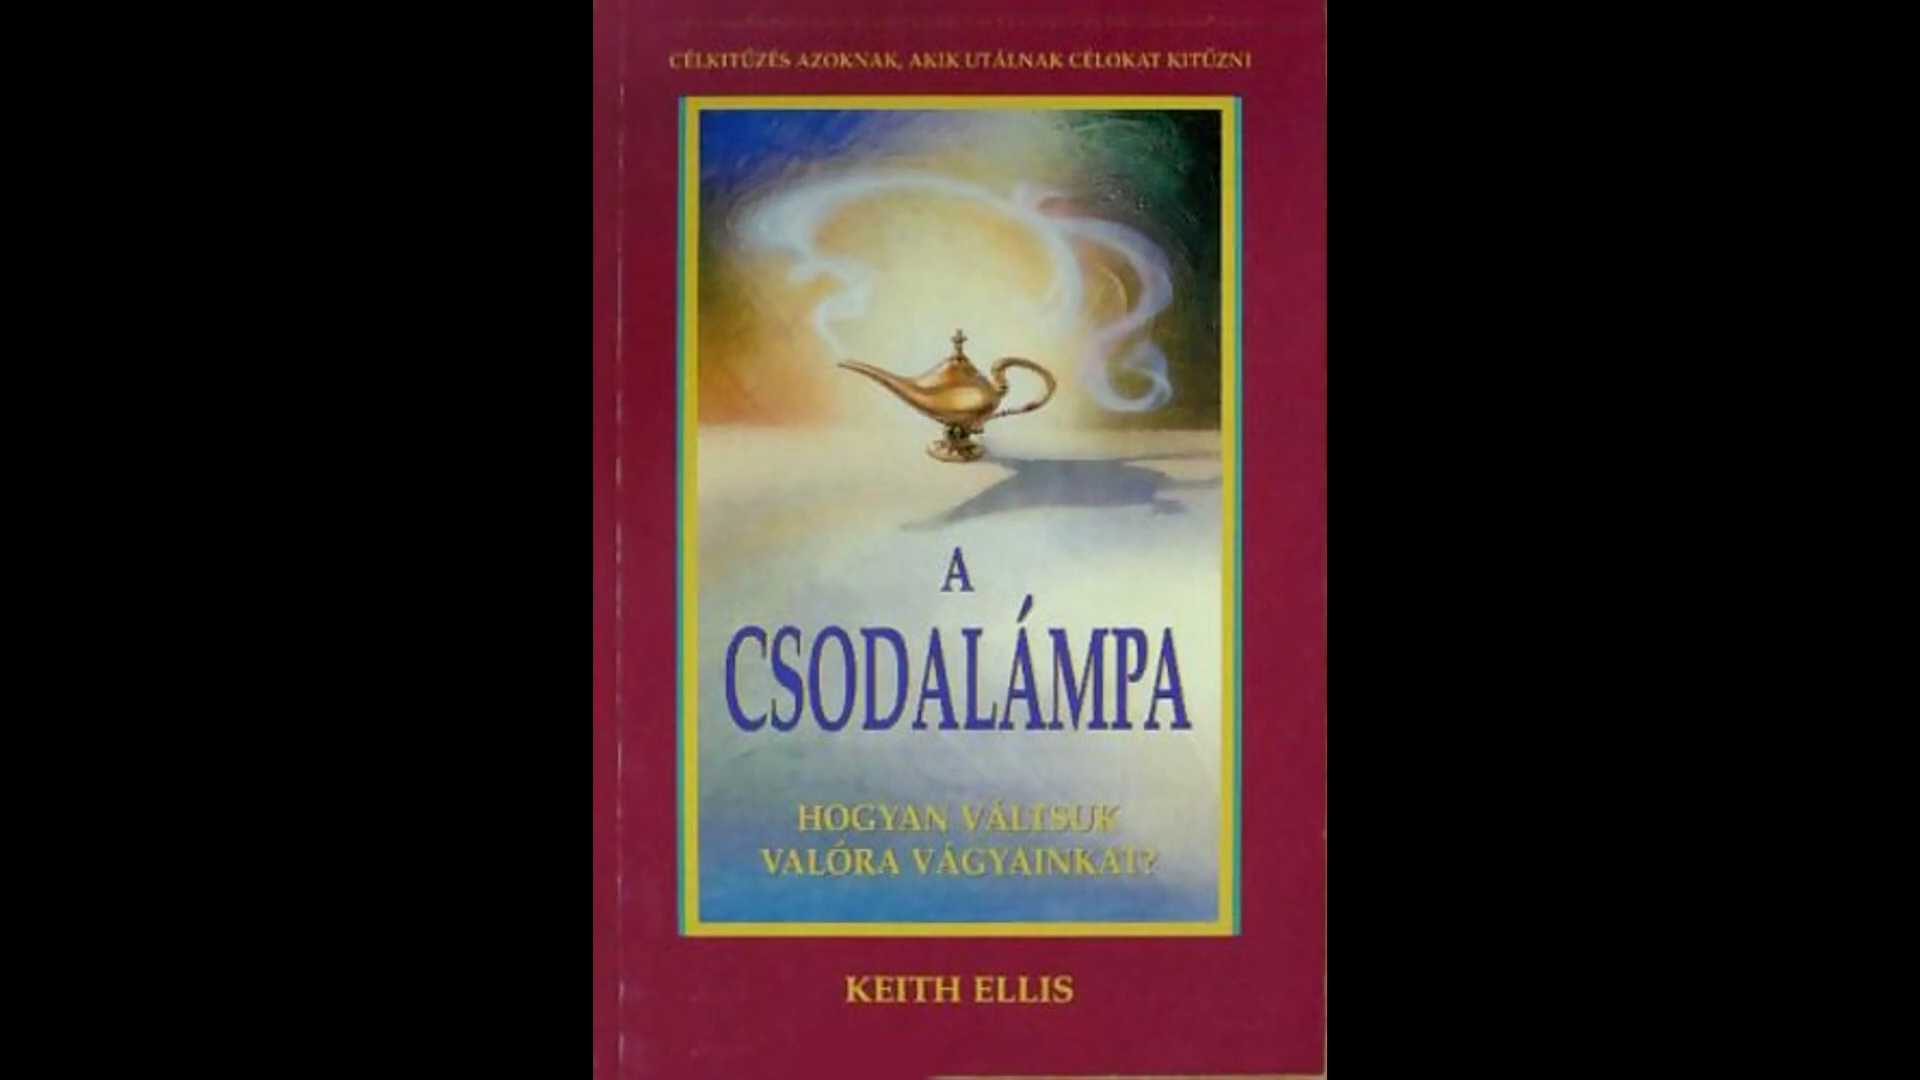 CÉLKITŰZÉS AZOKNAK, AKIK UTÁLNAK CÉLOKAT KITŰZNI
A
CSODALÁMPA
HOGYAN VÁLTSUK
VALÓRA VÁGYAINKAT?
KEITH ELLIS